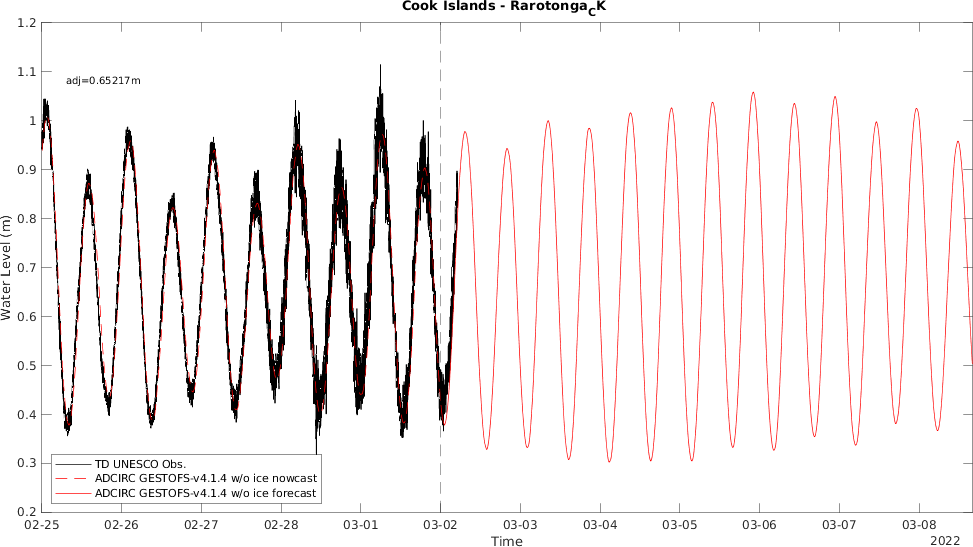 Cook Islands - Rarotonga_CK
1.2
1.1
1
0.9
0.8
0.7
0.6
0.5
0.4
0.3
0.2
Water Level (m)
adj=0.65217m
TD UNESCO Obs.
ADCIRC GESTOFS-v4.1.4 w/o ice nowcast
ADCIRC GESTOFS-v4.1.4 w/o ice forecast
02-25 02-26 02-27 02-28 03-01 03-02 03-03 03-04 03-05 03-06 03-07 03-08
Time
2022